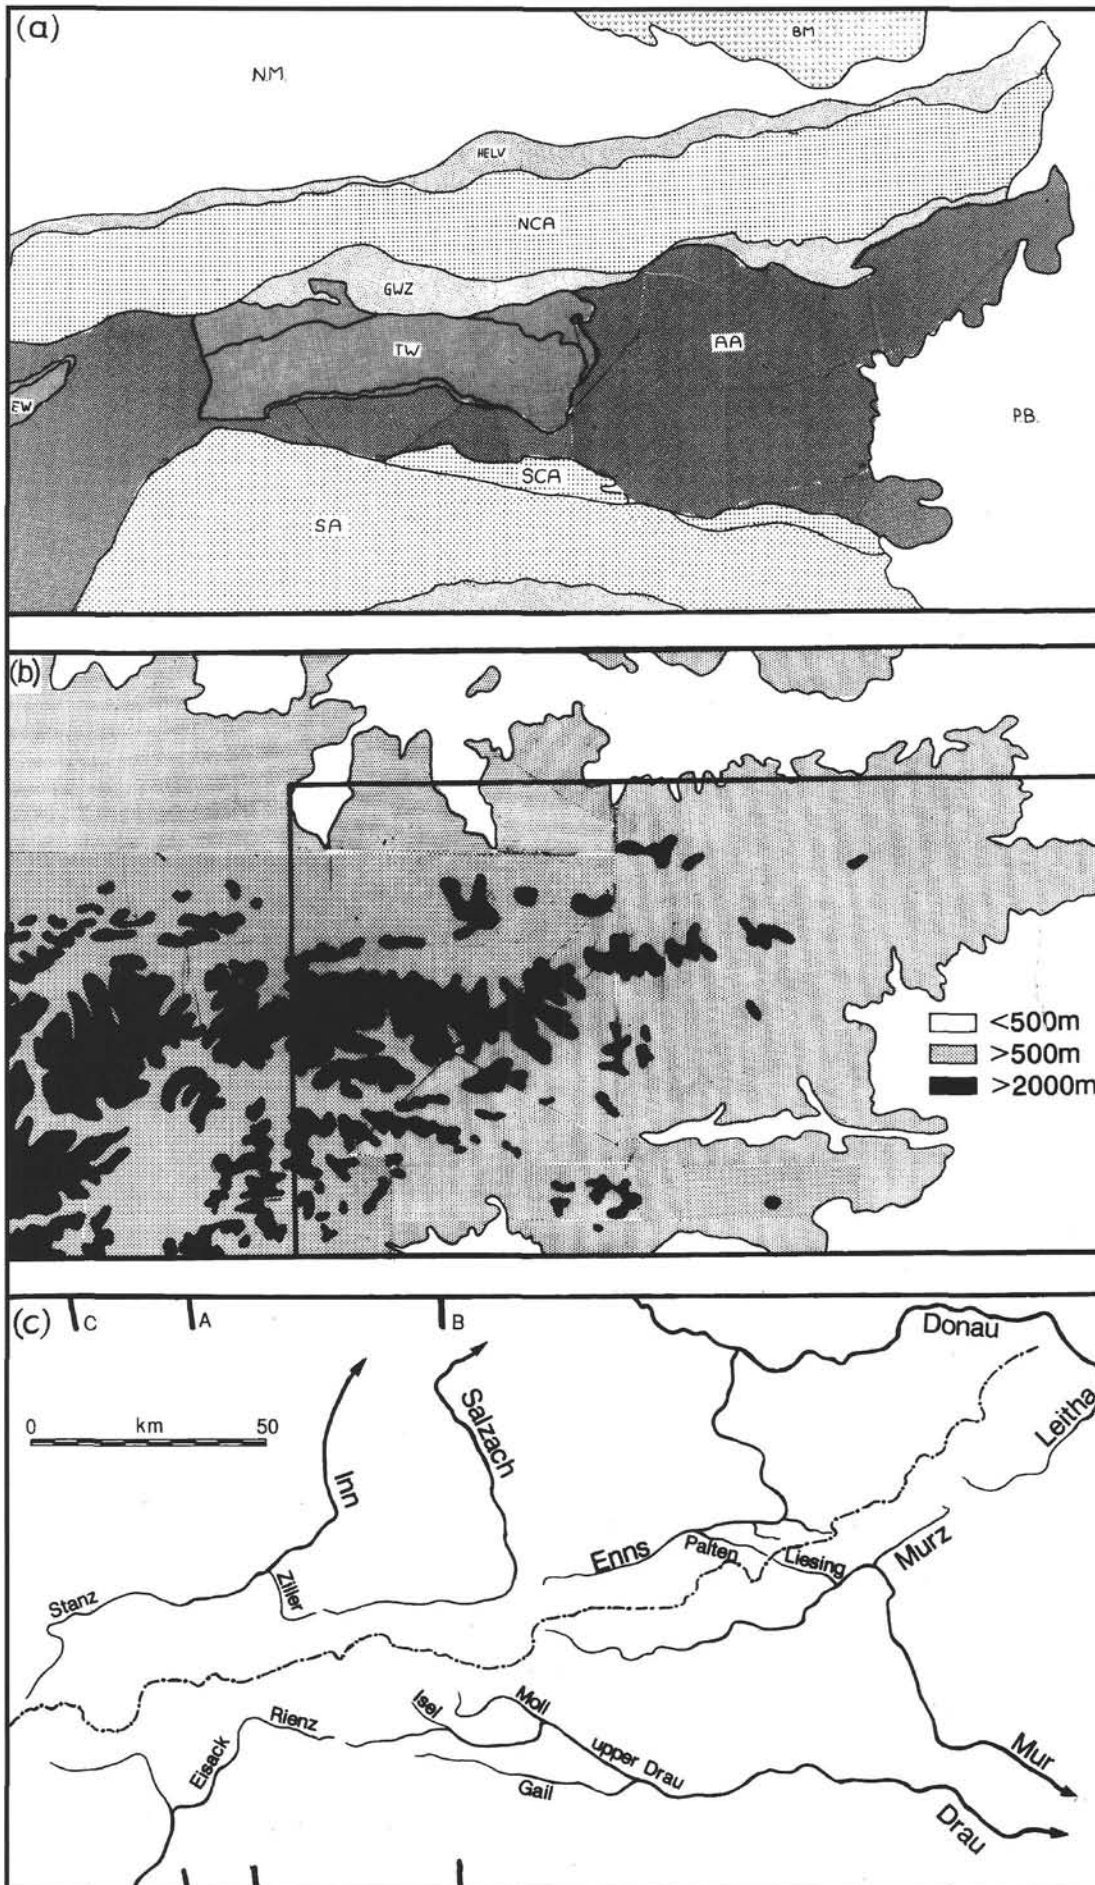 (a)
BM
N.M.
HELV
NCA
GWZ
TW
AA
EW
P.B.
SCA
SA
(b)
<500m
>500m
>2000m
(c)
C
A
B
Donau
0 km 50
Salzach
Leitha
Inn
Enns
Palten
Liesing
Murz
Ziller
Stanz
Isel
Moll
Rienz
Eisack
upper Drau
Gail
Mur
Drau